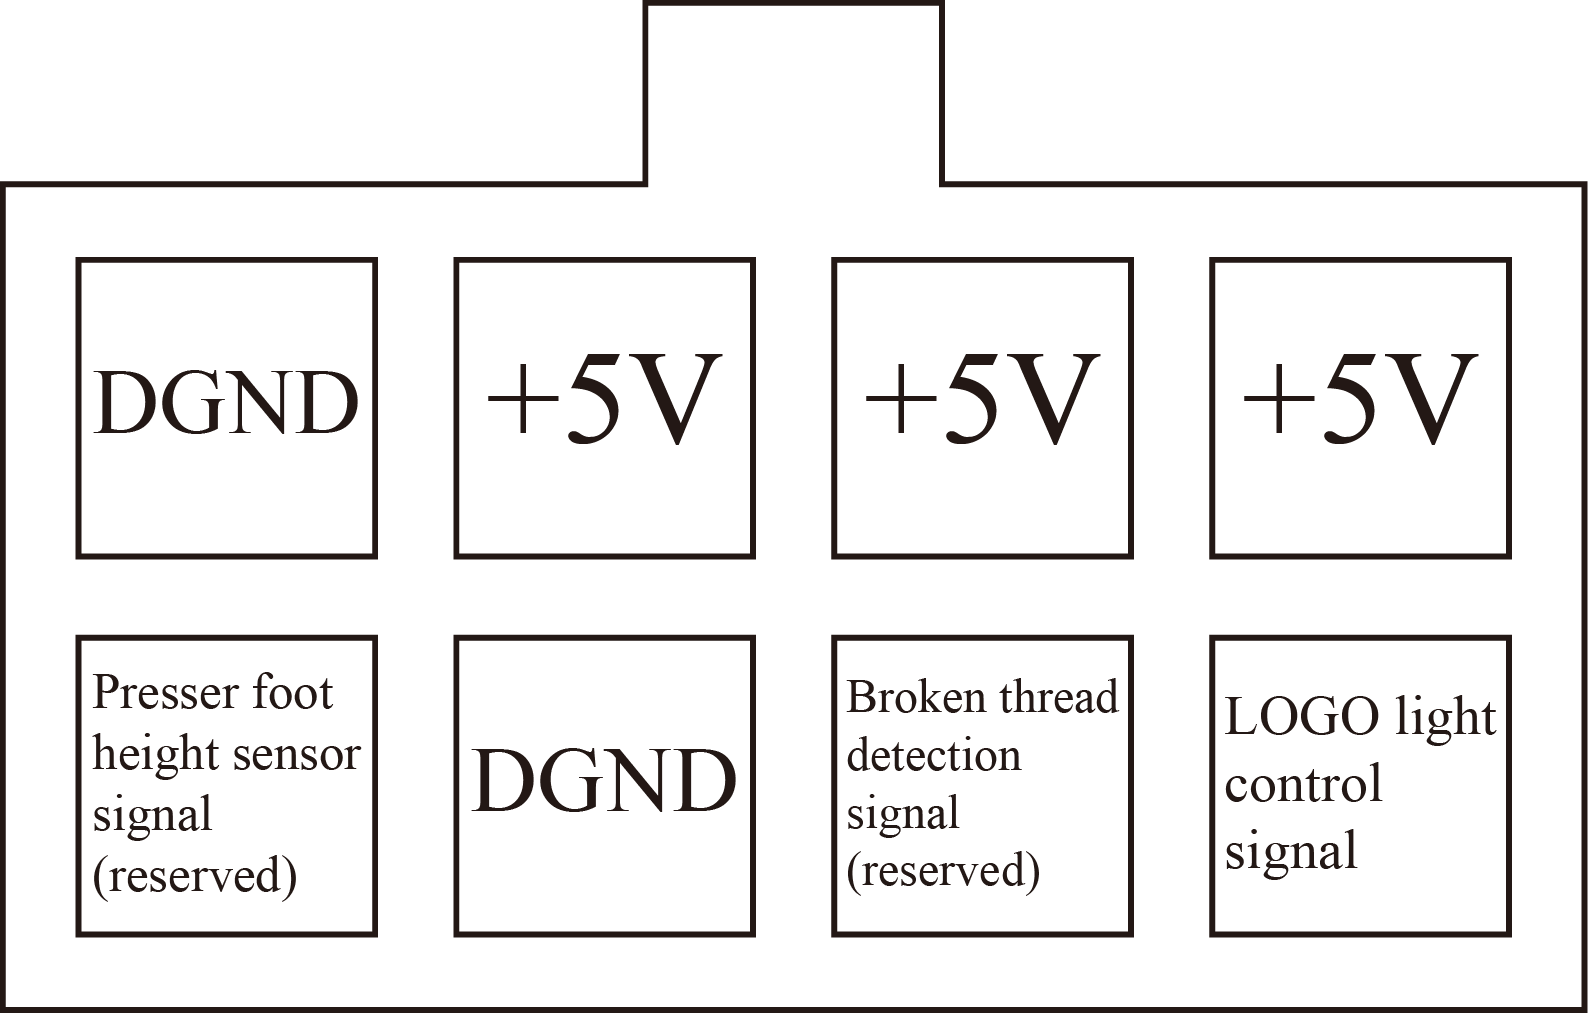 DGND
+5V
+5V
+5V
Presser foot
height sensor
signal
(reserved)
DGND
Broken thread
detection
signal
(reserved)
LOGO light
control
signal